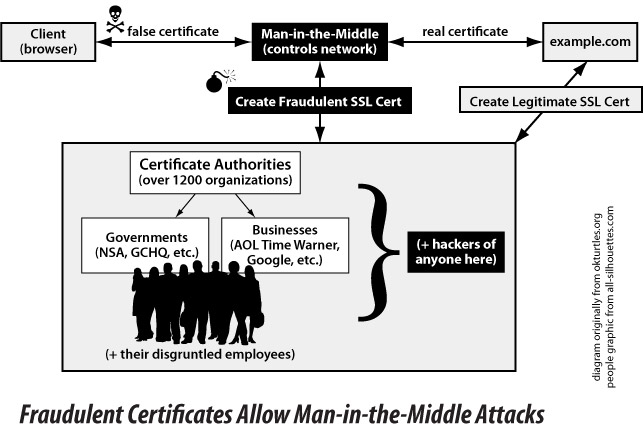 Client
(browser)
false certificate
Man-in-the-Middle
(controls network)
real certificate
example.com
Create Fraudulent SSL Cert
Create Legitimate SSL Cert
Certificate Authorities
(over 1200 organizations)
Governments
(NSA, GCHQ, etc.)
Businesses
(AOL Time Warner,
Google, etc.)
(+ hackers of
anyone here)
(+ their disgruntled employees)
diagram originally from okturtles.org
people graphic from all-silhouettes.com
Fraudulent Certificates Allow Man-in-the-Middle Attacks